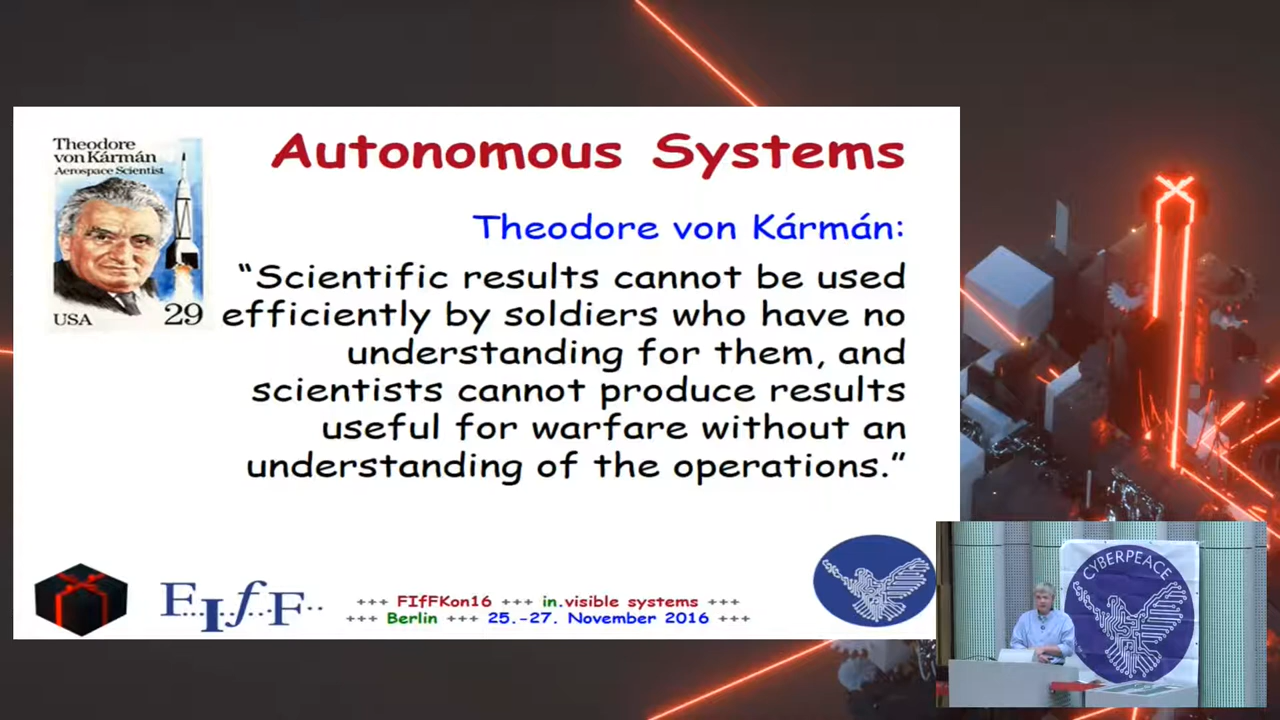 Theodore
von Kármán
Aerospace Scientist
USA
29
Autonomous Systems
Theodore von Kármán:
“Scientific results cannot be used
efficiently by soldiers who have no
understanding for them, and
scientists cannot produce results
useful for warfare without an
understanding of the operations.”
F..I..f..F..
+++ FIfFKon16 +++ in.visible systems +++
+++ Berlin +++ 25.-27. November 2016 +++
CYBERPEACE